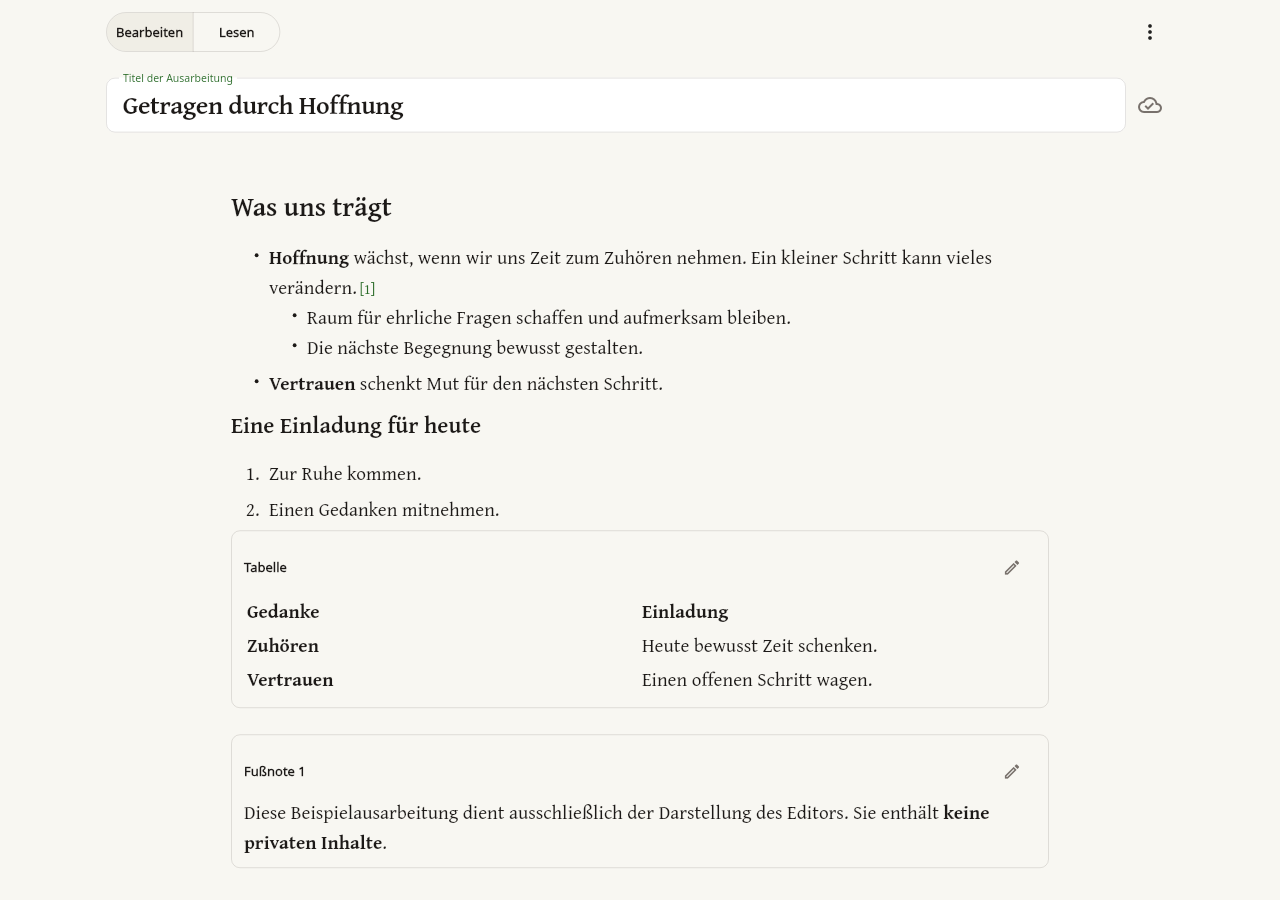 Bearbeiten Lesen
Titel der Ausarbeitung
Getragen durch Hoffnung
Was uns trägt
• Hoffnung wächst, wenn wir uns Zeit zum Zuhören nehmen. Ein kleiner Schritt kann vieles
verändern. [1]
• Raum für ehrliche Fragen schaffen und aufmerksam bleiben.
• Die nächste Begegnung bewusst gestalten.
• Vertrauen schenkt Mut für den nächsten Schritt.
Eine Einladung für heute
1. Zur Ruhe kommen.
2. Einen Gedanken mitnehmen.
Tabelle
Gedanke Einladung
Zuhören Heute bewusst Zeit schenken.
Vertrauen Einen offenen Schritt wagen.
Fußnote 1
Diese Beispielausarbeitung dient ausschließlich der Darstellung des Editors. Sie enthält keine
privaten Inhalte.